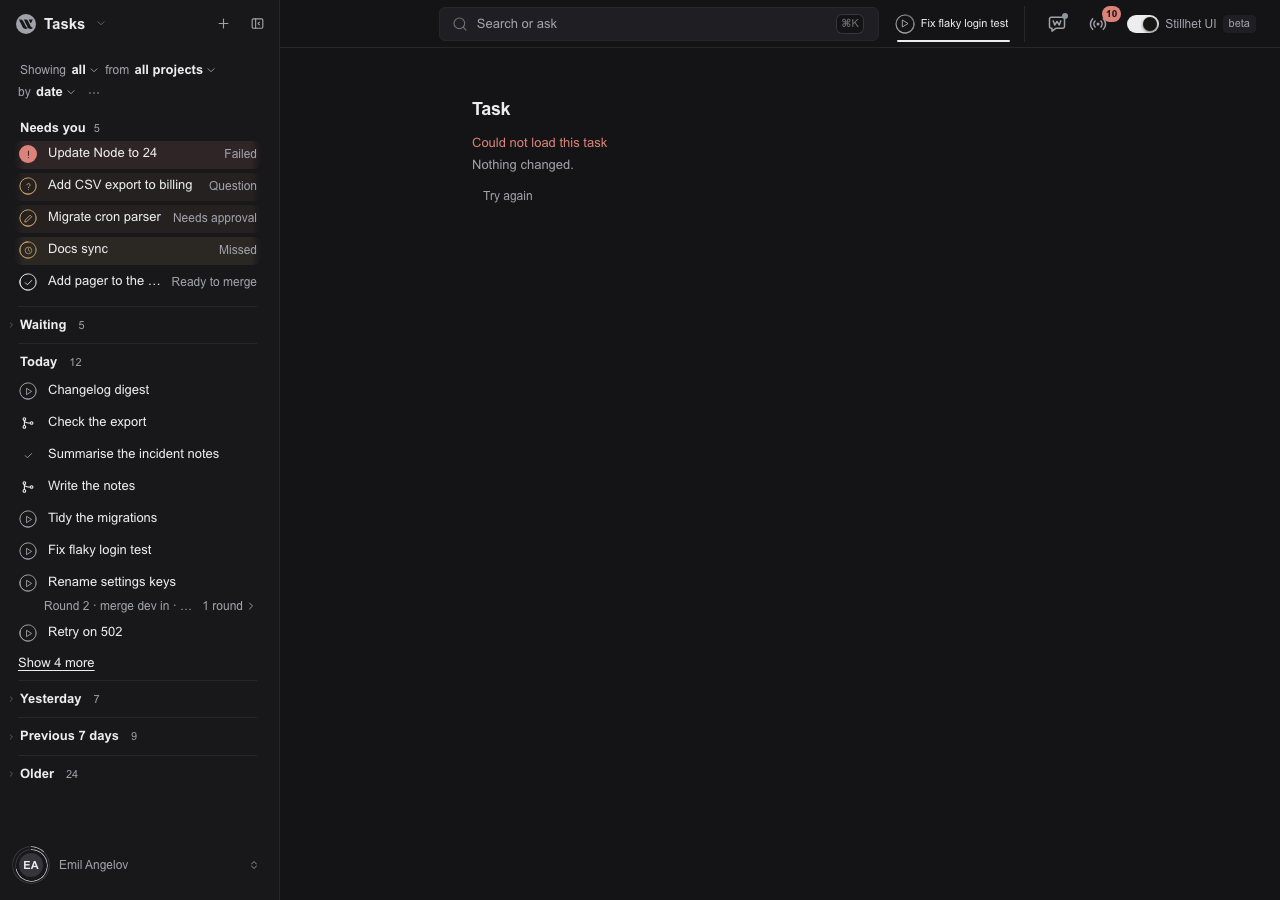 Tasks
Search or ask
⌘K
Fix flaky login test
10
Stillhet UI
beta
Showing all from all projects
by date ...
Needs you 5
! Update Node to 24 Failed
? Add CSV export to billing Question
Migrate cron parser Needs approval
Docs sync Missed
Add pager to the … Ready to merge
Waiting 5
Today 12
Changelog digest
Check the export
Summarise the incident notes
Write the notes
Tidy the migrations
Fix flaky login test
Rename settings keys
Round 2 · merge dev in · … 1 round
Retry on 502
Show 4 more
Yesterday 7
Previous 7 days 9
Older 24
EA Emil Angelov
Task
Could not load this task
Nothing changed.
Try again